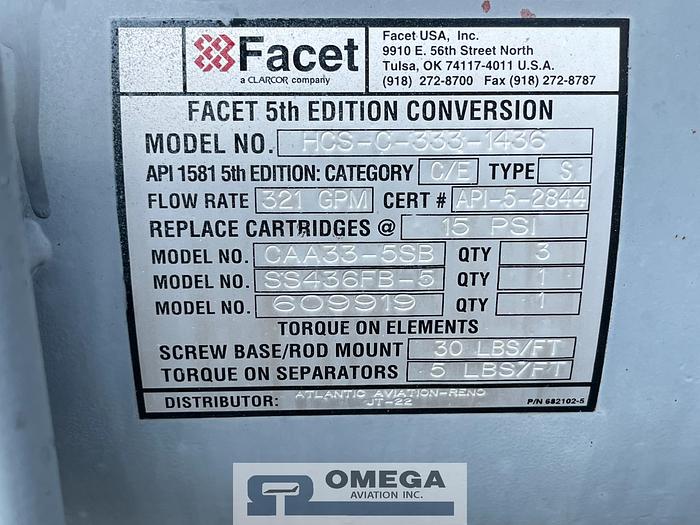 Facet
a CLARCOR company
Facet USA, Inc.
9910 E. 56th Street North
Tulsa, OK 74117-4011 U.S.A.
(918) 272-8700 Fax (918) 272-8787
FACET 5th EDITION CONVERSION
MODEL NO. HCS-C-333-1436
API 1581 5th EDITION: CATEGORY C/E TYPE S
FLOW RATE 321 GPM CERT # API-5-2844
REPLACE CARTRIDGES @ 15 PSI
MODEL NO. CAA33-5SB QTY 3
MODEL NO. SS436FB-5 QTY 1
MODEL NO. 609919 QTY 1
TORQUE ON ELEMENTS
SCREW BASE/ROD MOUNT 30 LBS/FT
TORQUE ON SEPARATORS 5 LBS/FT
DISTRIBUTOR: ATLANTIC AVIATION-RENO
JT-22
P/N 682102-5
OMEGA
AVIATION INC.